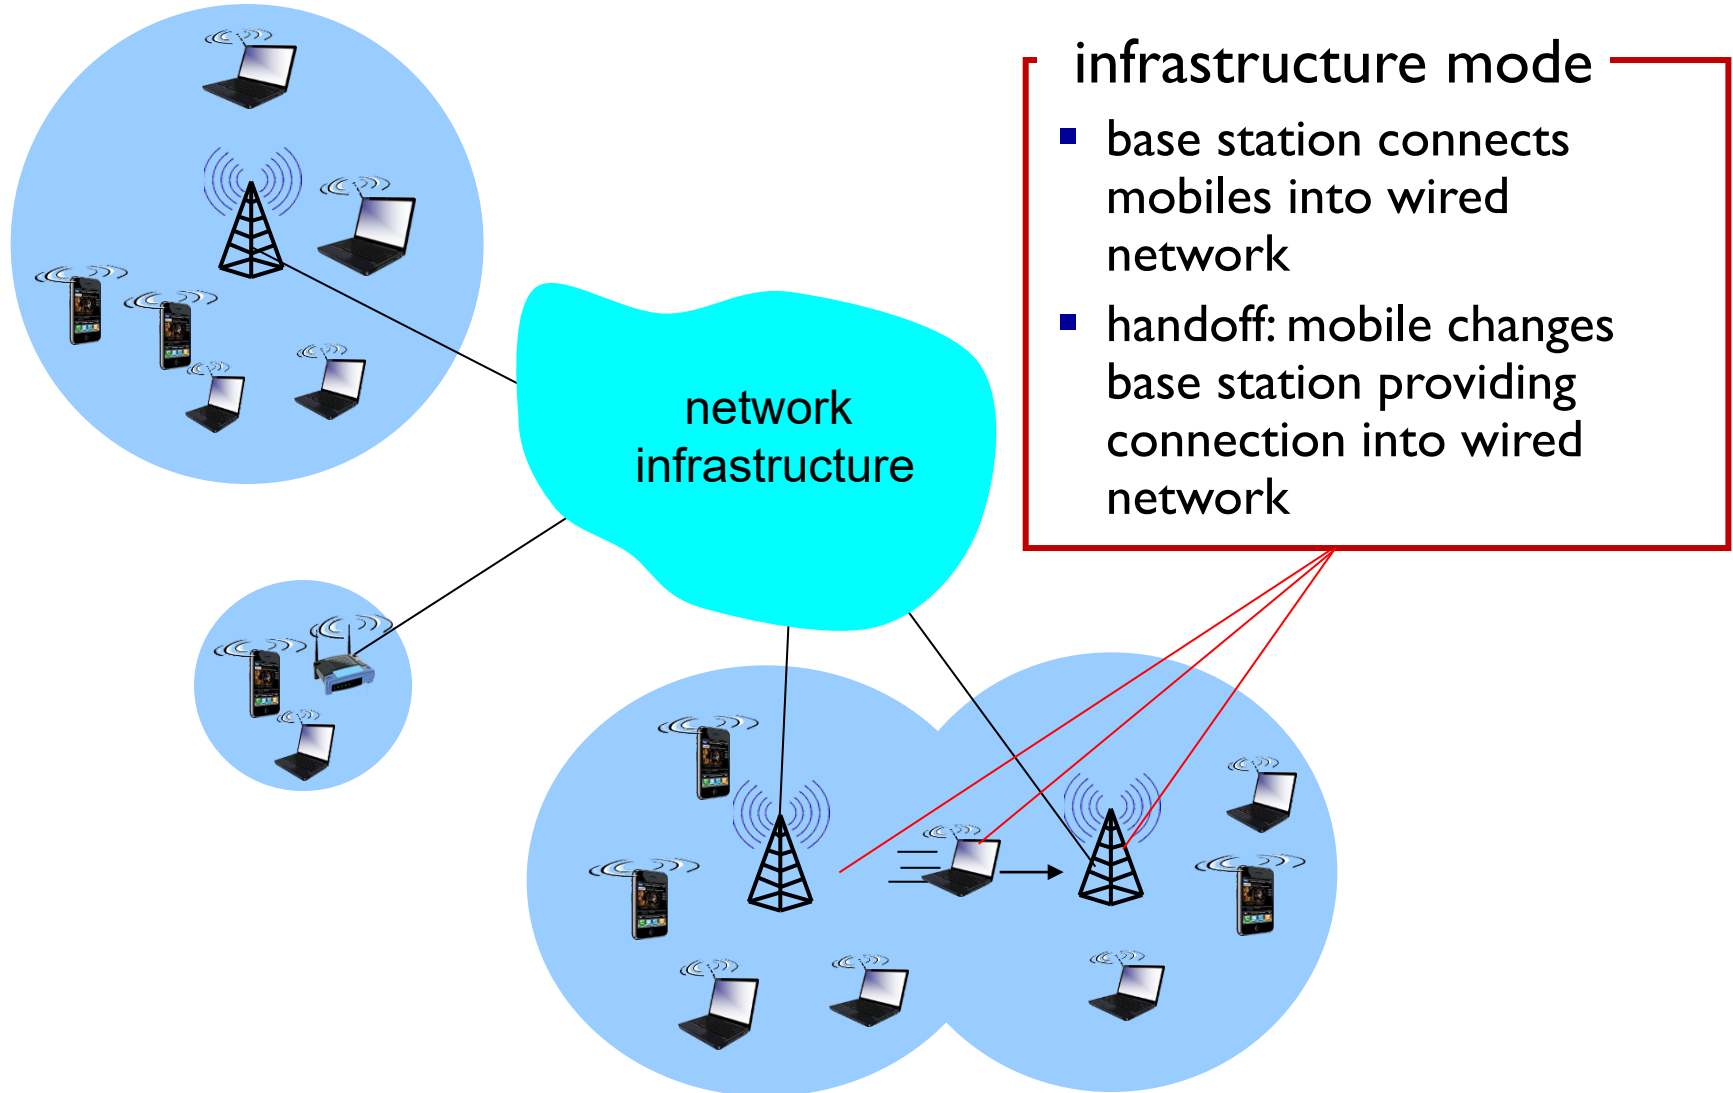 infrastructure mode
base station connects
mobiles into wired
network
handoff: mobile changes
base station providing
connection into wired
network
network
infrastructure